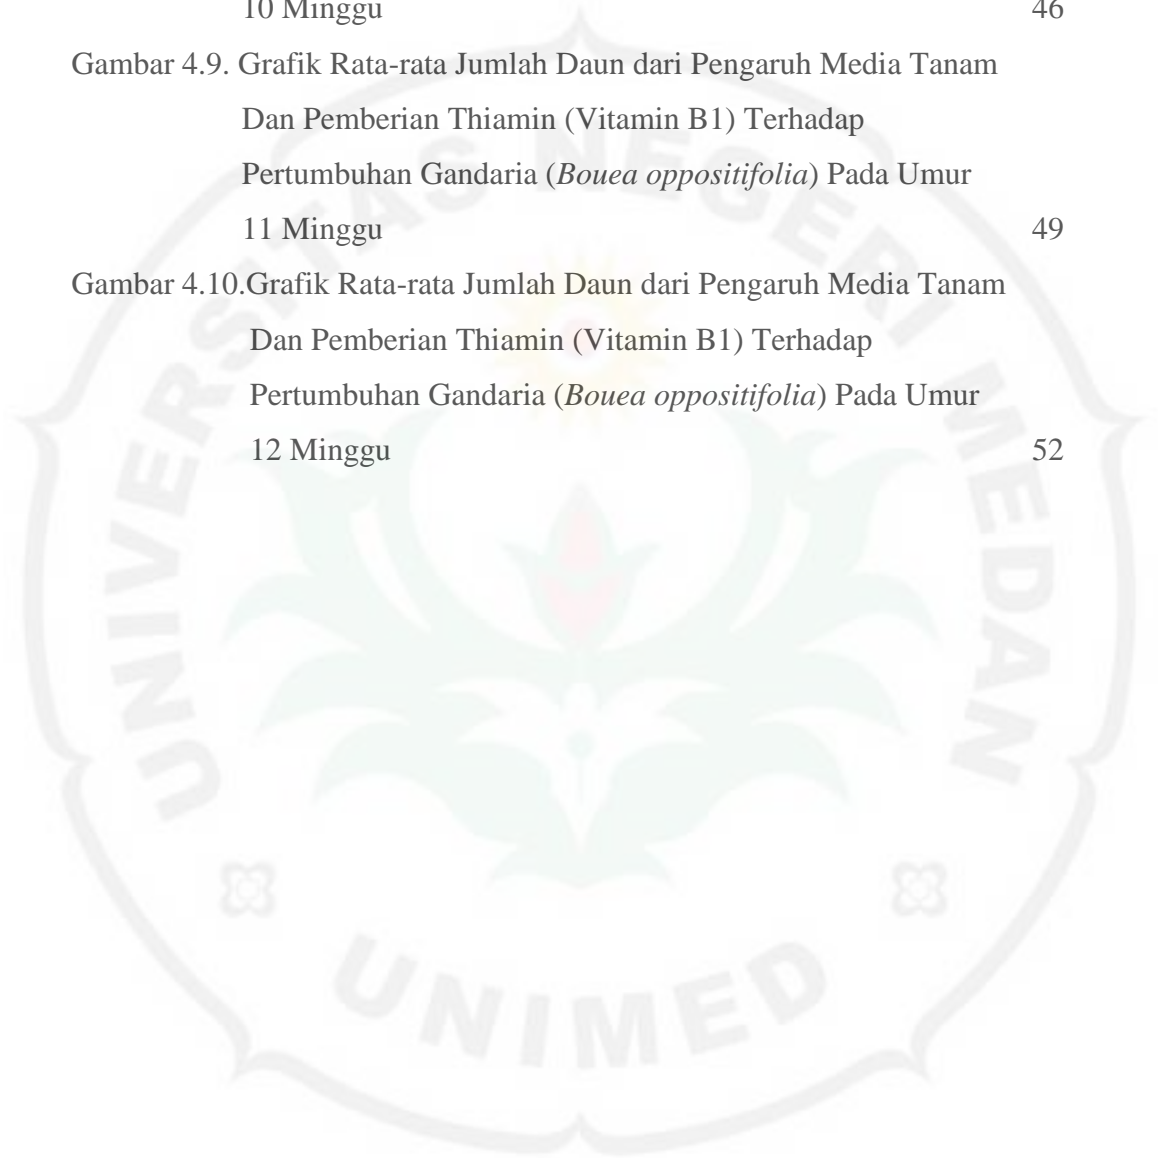 10 Minggu 46
Gambar 4.9. Grafik Rata-rata Jumlah Daun dari Pengaruh Media Tanam
Dan Pemberian Thiamin (Vitamin B1) Terhadap
Pertumbuhan Gandaria (Bouea oppositifolia) Pada Umur
11 Minggu 49
Gambar 4.10.Grafik Rata-rata Jumlah Daun dari Pengaruh Media Tanam
Dan Pemberian Thiamin (Vitamin B1) Terhadap
Pertumbuhan Gandaria (Bouea oppositifolia) Pada Umur
12 Minggu 52
UNIVERSITAS NEGERI MEDAN
UNIMED